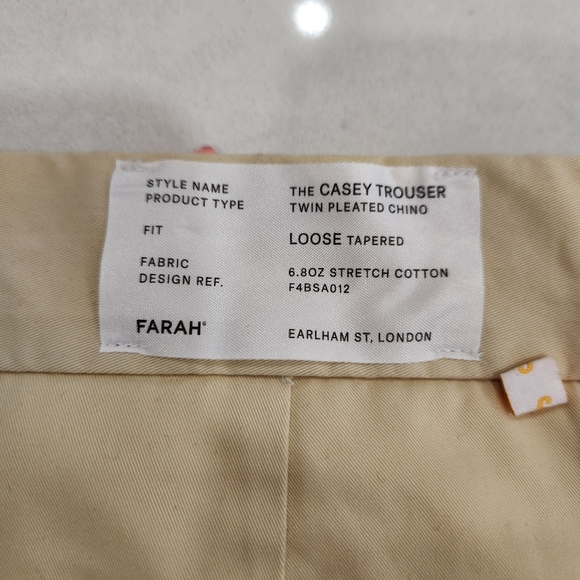 STYLE NAME THE CASEY TROUSER
PRODUCT TYPE TWIN PLEATED CHINO
FIT LOOSE TAPERED
FABRIC 6.8OZ STRETCH COTTON
DESIGN REF. F4BSA012
FARAH® EARLHAM ST, LONDON